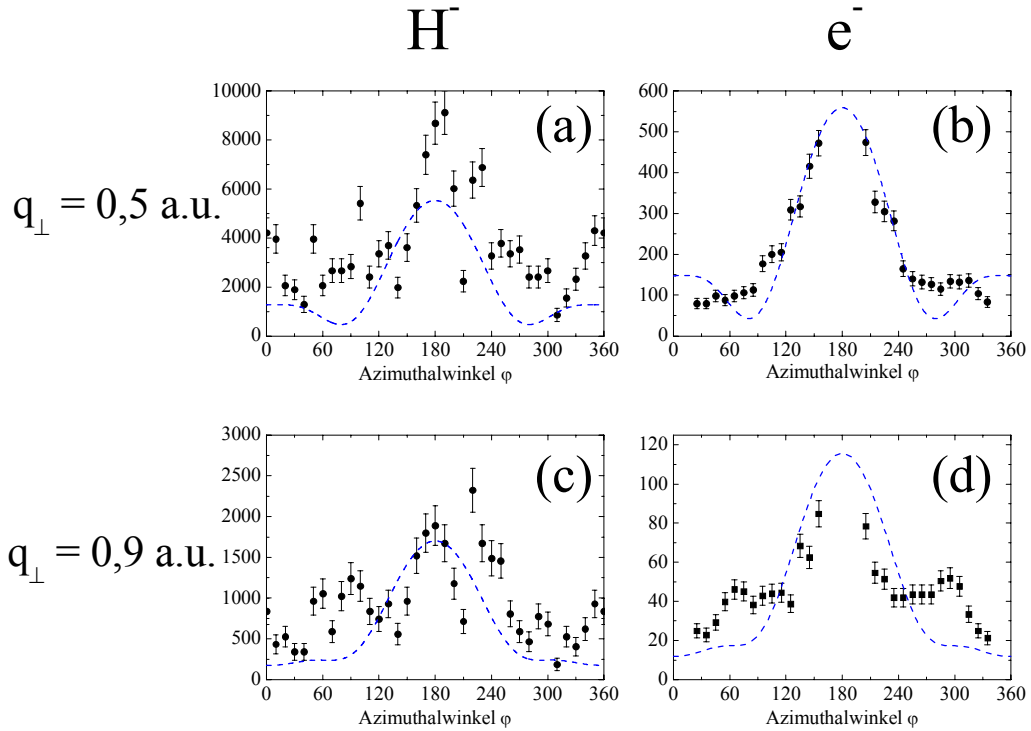 H⁻ e⁻
q⊥ = 0,5 a.u.
(a)
10000
8000
6000
4000
2000
0
0 60 120 180 240 300 360
Azimuthalwinkel φ
(b)
600
500
400
300
200
100
0
0 60 120 180 240 300 360
Azimuthalwinkel φ
q⊥ = 0,9 a.u.
(c)
3000
2500
2000
1500
1000
500
0
0 60 120 180 240 300 360
Azimuthalwinkel φ
(d)
120
100
80
60
40
20
0
0 60 120 180 240 300 360
Azimuthalwinkel φ